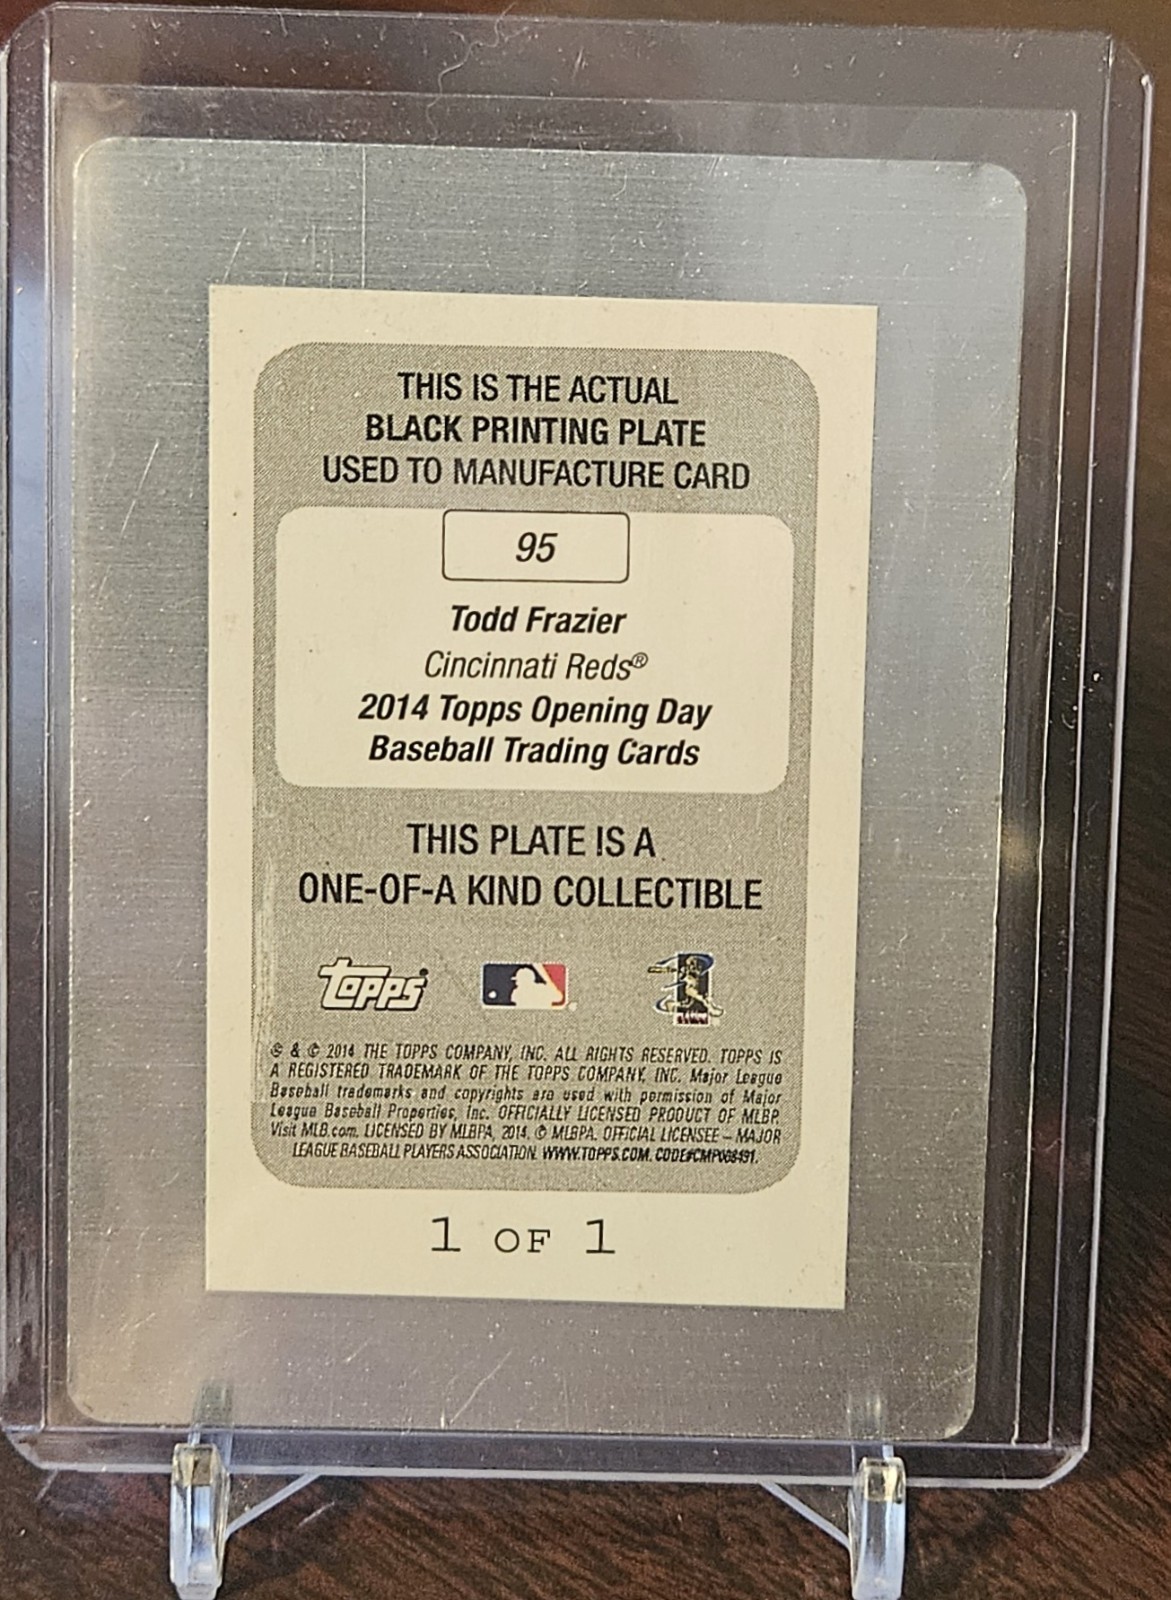 THIS IS THE ACTUAL
BLACK PRINTING PLATE
USED TO MANUFACTURE CARD
95
Todd Frazier
Cincinnati Reds®
2014 Topps Opening Day
Baseball Trading Cards
THIS PLATE IS A
ONE-OF-A KIND COLLECTIBLE
topps
® & © 2014 THE TOPPS COMPANY, INC. ALL RIGHTS RESERVED. TOPPS IS
A REGISTERED TRADEMARK OF THE TOPPS COMPANY, INC. Major League
Baseball trademarks and copyrights are used with permission of Major
League Baseball Properties, Inc. OFFICIALLY LICENSED PRODUCT OF MLBP.
Visit MLB.com. LICENSED BY MLBPA, 2014. © MLBPA. OFFICIAL LICENSEE – MAJOR
LEAGUE BASEBALL PLAYERS ASSOCIATION. WWW.TOPPS.COM.
1 OF 1